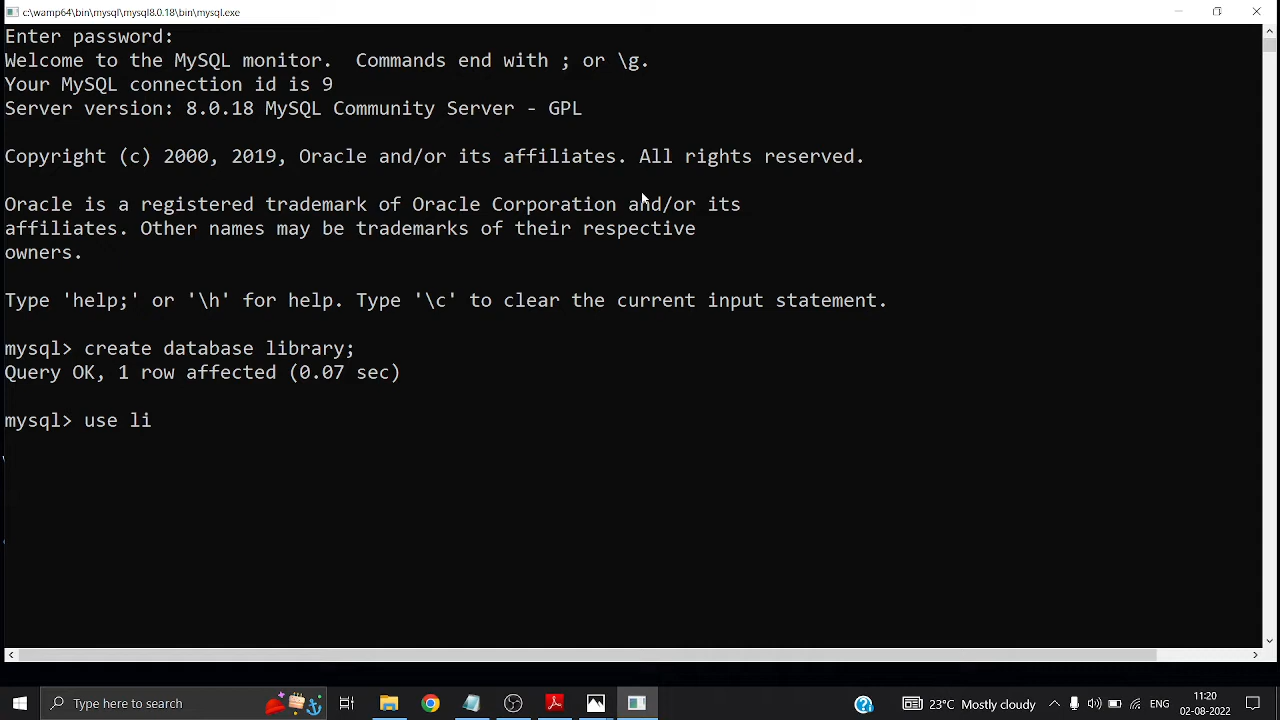 c:\wamp64\bin\mysql\mysql8.0.18\bin\mysql.exe
Enter password:
Welcome to the MySQL monitor.  Commands end with ; or \g.
Your MySQL connection id is 9
Server version: 8.0.18 MySQL Community Server - GPL
Copyright (c) 2000, 2019, Oracle and/or its affiliates. All rights reserved.
Oracle is a registered trademark of Oracle Corporation and/or its
affiliates. Other names may be trademarks of their respective
owners.
Type 'help;' or '\h' for help. Type '\c' to clear the current input statement.
mysql> create database library;
Query OK, 1 row affected (0.07 sec)
mysql> use li
Type here to search
23°C Mostly cloudy
ENG
11:20
02-08-2022